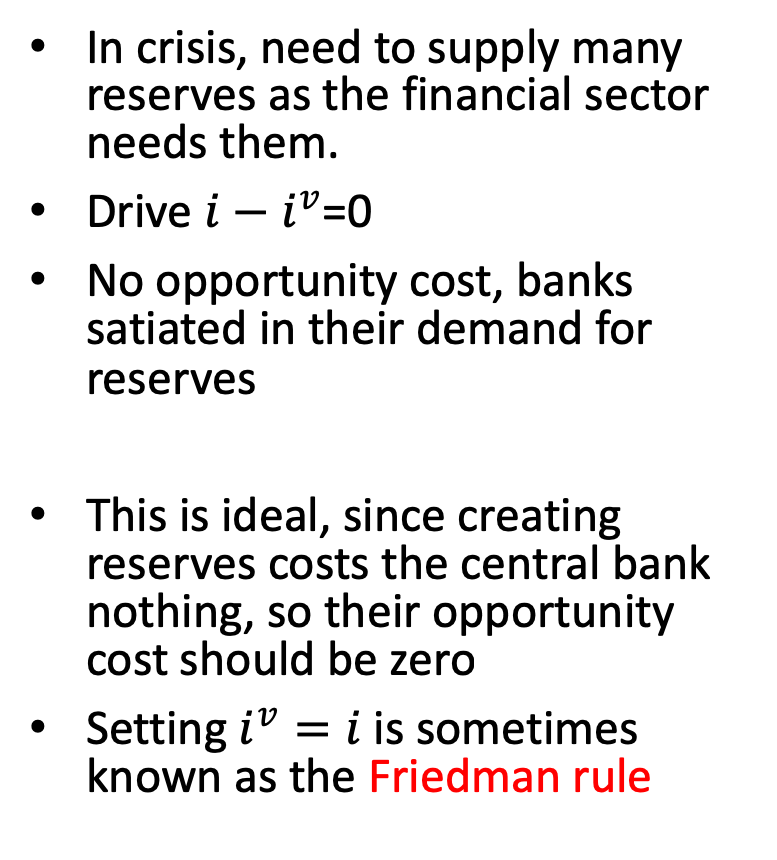 • In crisis, need to supply many
reserves as the financial sector
needs them.
• Drive 𝑖 − 𝑖ᵛ=0
• No opportunity cost, banks
satiated in their demand for
reserves
• This is ideal, since creating
reserves costs the central bank
nothing, so their opportunity
cost should be zero
• Setting 𝑖ᵛ = 𝑖 is sometimes
known as the Friedman rule